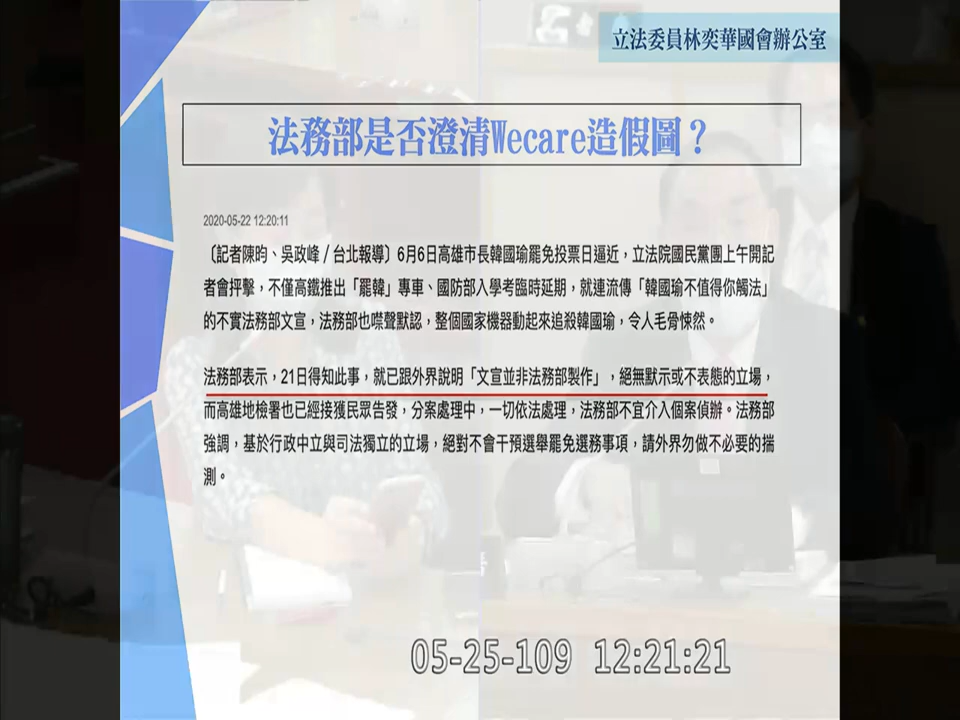 立法委員林奕華國會辦公室
法務部是否澄清Wecare造假圖？
2020-05-22 12:20:11
〔記者陳昀、吳政峰／台北報導〕6月6日高雄市長韓國瑜罷免投票日逼近，立法院國民黨團上午開記
者會抨擊，不僅高鐵推出「罷韓」專車、國防部入學考臨時延期，就連流傳「韓國瑜不值得你觸法」
的不實法務部文宣，法務部也噤聲默認，整個國家機器動起來追殺韓國瑜，令人毛骨悚然。
法務部表示，21日得知此事，就已跟外界說明「文宣並非法務部製作」，絕無默示或不表態的立場，
而高雄地檢署也已經接獲民眾告發，分案處理中，一切依法處理，法務部不宜介入個案偵辦。法務部
強調，基於行政中立與司法獨立的立場，絕對不會干預選舉罷免選務事項，請外界勿做不必要的揣
測。
05-25-109 12:21:21